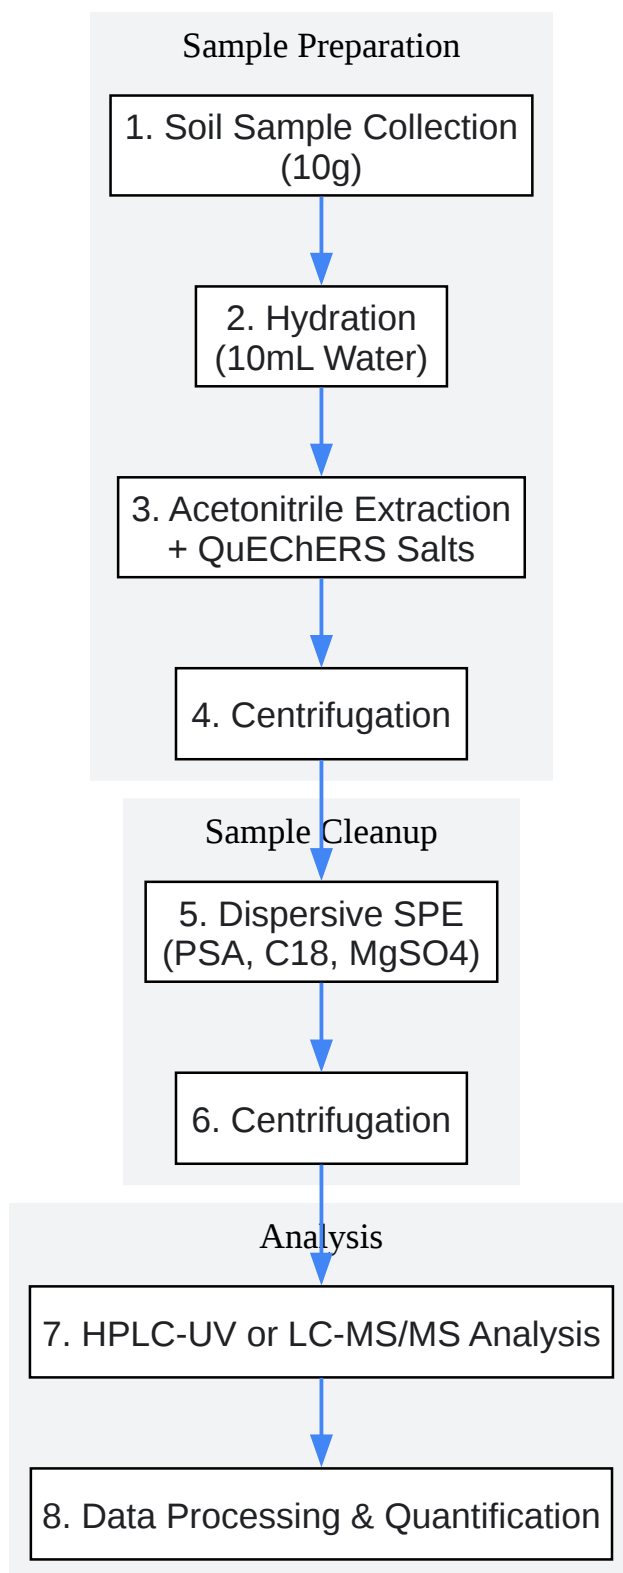 Sample Preparation
1. Soil Sample Collection
(10g)
2. Hydration
(10mL Water)
3. Acetonitrile Extraction
+ QuEChERS Salts
4. Centrifugation
Sample Cleanup
5. Dispersive SPE
(PSA, C18, MgSO4)
6. Centrifugation
Analysis
7. HPLC-UV or LC-MS/MS Analysis
8. Data Processing & Quantification